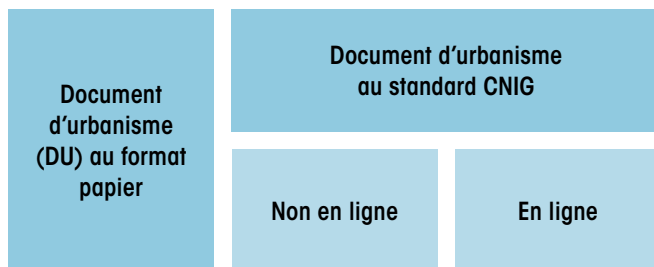 Document
d’urbanisme
(DU) au format
papier
Document d’urbanisme
au standard CNIG
Non en ligne
En ligne